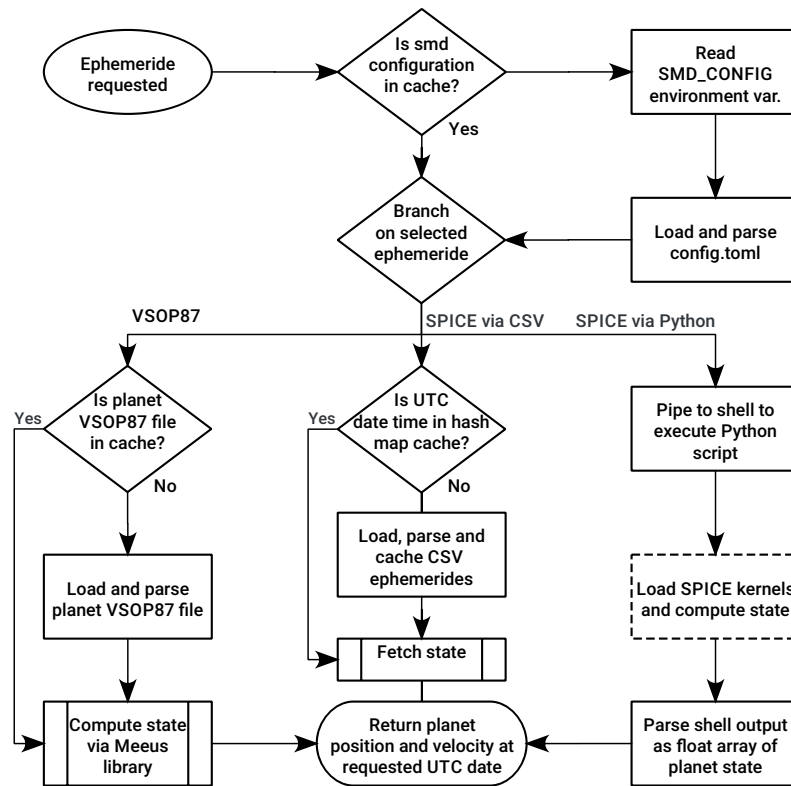 Ephemeride
requested
Is smd
configuration
in cache?
Read
SMD_CONFIG
environment var.
Yes
Branch
on selected
ephemeride
Load and parse
config.toml
VSOP87
SPICE via CSV
SPICE via Python
Yes
Is planet
VSOP87 file
in cache?
No
Yes
Is UTC
date time in hash
map cache?
No
Pipe to shell to
execute Python
script
Load, parse and
cache CSV
ephemerides
Load and parse
planet VSOP87 file
Load SPICE kernels
and compute state
Fetch state
Compute state
via Meeus
library
Return planet
position and velocity at
requested UTC date
Parse shell output
as float array of
planet state